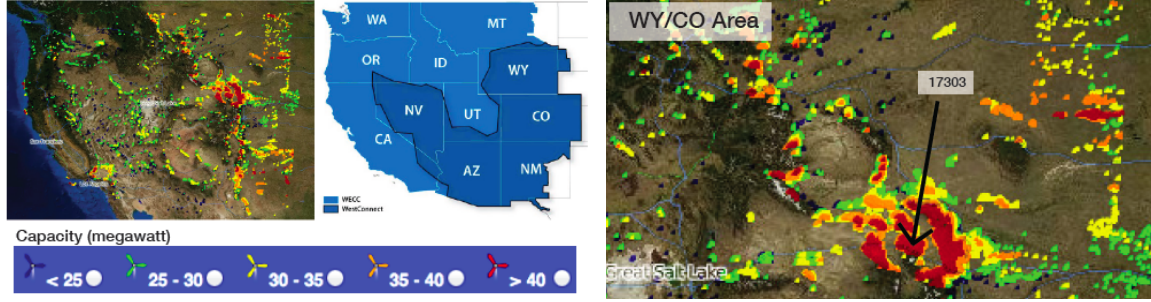 WA
MT
OR
ID
WY
NV
UT
CO
CA
AZ
NM
WECC
WestConnect
Capacity (megawatt)
< 25
25 - 30
30 - 35
35 - 40
> 40
WY/CO Area
17303
Great Salt Lake